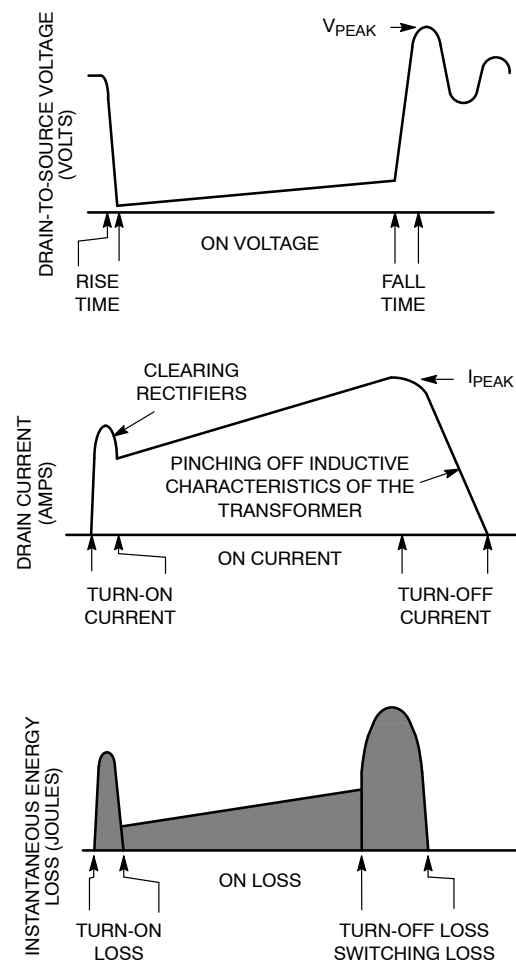 DRAIN-TO-SOURCE VOLTAGE
(VOLTS)
VPEAK
ON VOLTAGE
RISE
TIME
FALL
TIME
DRAIN CURRENT
(AMPS)
CLEARING
RECTIFIERS
IPEAK
PINCHING OFF INDUCTIVE
CHARACTERISTICS OF THE
TRANSFORMER
ON CURRENT
TURN-ON
CURRENT
TURN-OFF
CURRENT
INSTANTANEOUS ENERGY
LOSS (JOULES)
ON LOSS
TURN-ON
LOSS
TURN-OFF LOSS
SWITCHING LOSS